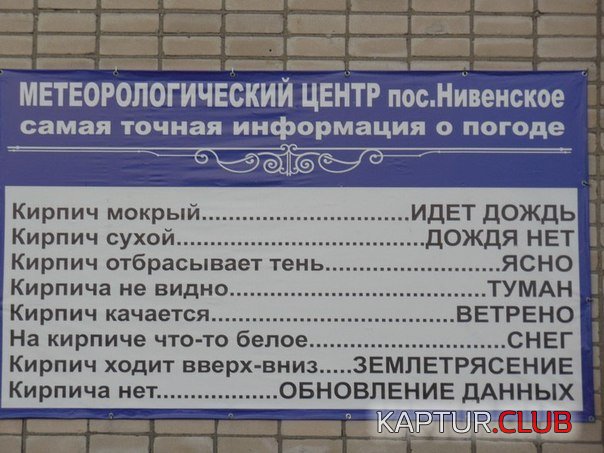 МЕТЕОРОЛОГИЧЕСКИЙ ЦЕНТР пос.Нивенское
самая точная информация о погоде
Кирпич мокрый..............................ИДЕТ ДОЖДЬ
Кирпич сухой....................................ДОЖДЯ НЕТ
Кирпич отбрасывает тень.........................ЯСНО
Кирпича не видно....................................ТУМАН
Кирпич качается...................................ВЕТРЕНО
На кирпиче что-то белое............................СНЕГ
Кирпич ходит вверх-вниз.....ЗЕМЛЕТРЯСЕНИЕ
Кирпича нет.................ОБНОВЛЕНИЕ ДАННЫХ
KAPTUR.CLUB